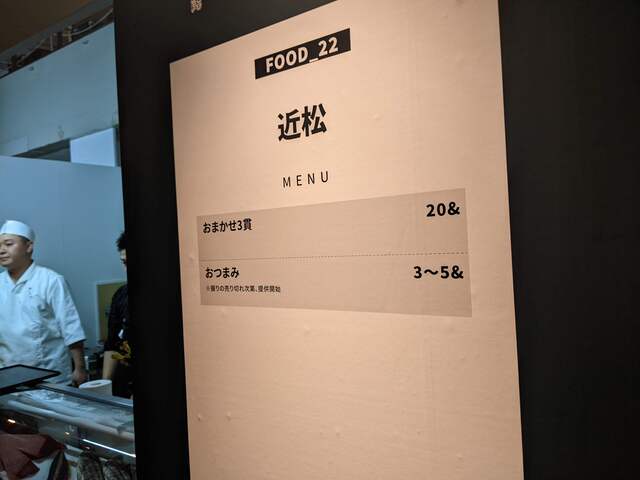 FOOD_22
近松
MENU
おまかせ3貫 20&
おつまみ 3〜5&
※握りの売り切れ次第、提供開始